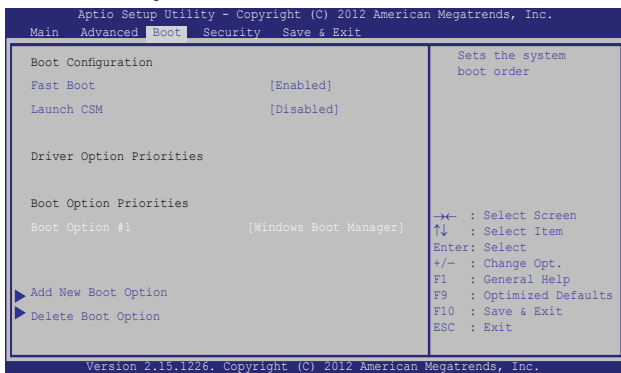 Aptio Setup Utility - Copyright (C) 2012 American Megatrends, Inc.
Main Advanced Boot Security Save & Exit
Boot Configuration
Fast Boot [Enabled]
Launch CSM [Disabled]
Driver Option Priorities
Boot Option Priorities
Boot Option #1 [Windows Boot Manager]
Add New Boot Option
Delete Boot Option
Sets the system
boot order
→← : Select Screen
↑↓ : Select Item
Enter: Select
+/— : Change Opt.
F1 : General Help
F9 : Optimized Defaults
F10 : Save & Exit
ESC : Exit
Version 2.15.1226. Copyright (C) 2012 American Megatrends, Inc.